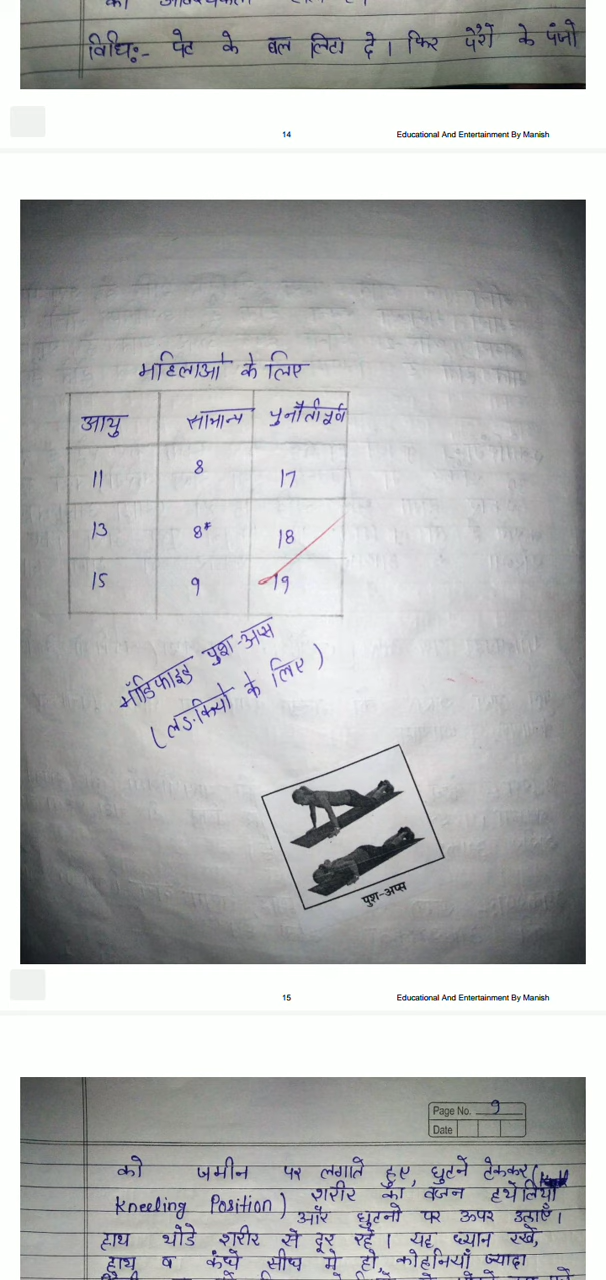 विधिः- पेट के बल लिटा दे । फिर पैरों के पंजो
14 Educational And Entertainment By Manish
महिलाओ के लिए
आयु सामान्य चुनौतीपूर्ण
11 8 17
13 8* 18
15 9 19
मॉडिफाइड पुश-अप्स
(लड़कियो के लिए)
पुश-अप्स
15 Educational And Entertainment By Manish
Page No. 9
Date
को जमीन पर लगाते हुए, घुटने टेककर (
Kneeling Position) शरीर का वजन हथेलियों
और घुटनो पर ऊपर उठाएँ।
हाथ थोडे शरीर से दूर रहें । यह ध्यान रखें,
हाथ व कंधे सीध मे हो, कोहनियाँ ज्यादा